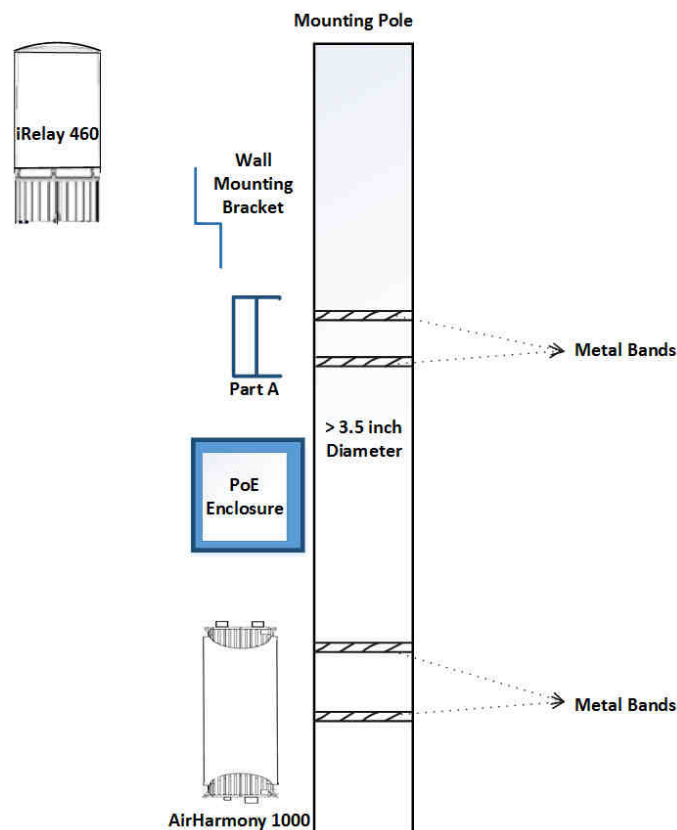 Mounting Pole
iRelay 460
Wall
Mounting
Bracket
Metal Bands
Part A
> 3.5 inch
Diameter
PoE
Enclosure
Metal Bands
AirHarmony 1000